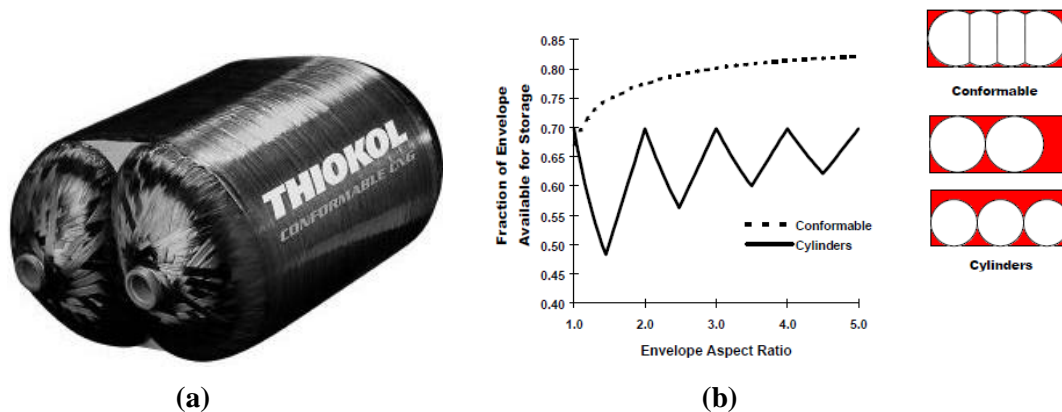 THIOKOL
CONFORMABLE CNG
(a)
Fraction of Envelope
Available for Storage
0.85
0.80
0.75
0.70
0.65
0.60
0.55
0.50
0.45
0.40
Conformable
Cylinders
1.0 2.0 3.0 4.0 5.0
Envelope Aspect Ratio
(b)
Conformable
Cylinders